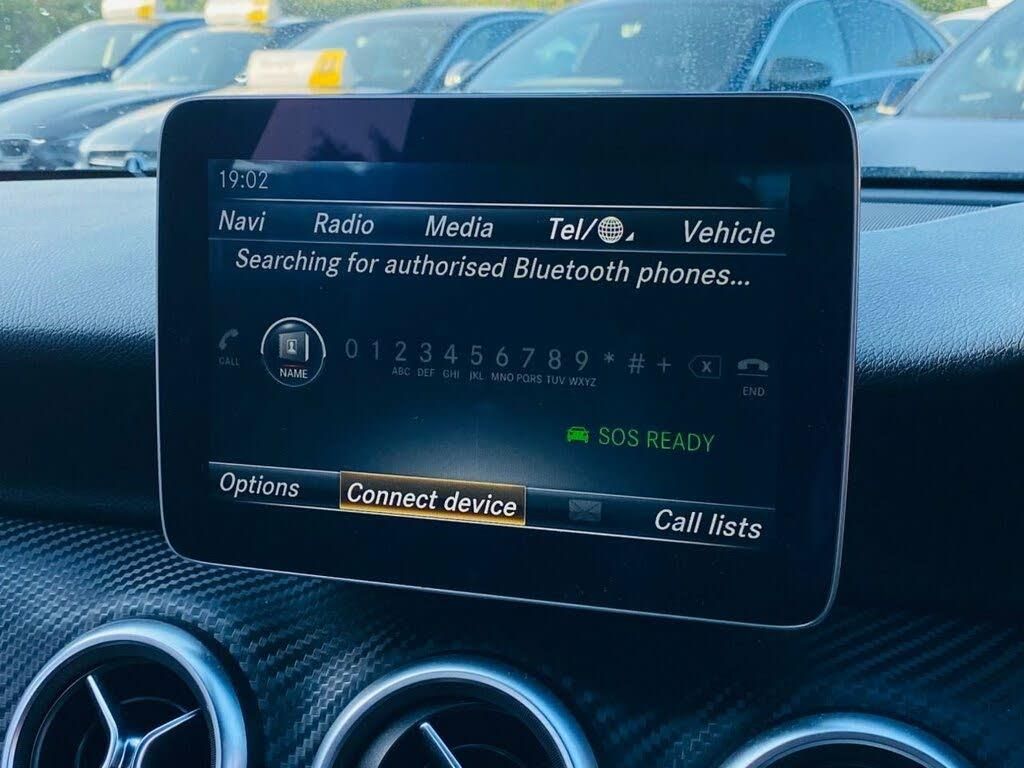 19:02
Navi Radio Media Tel/ Vehicle
Searching for authorised Bluetooth phones...
CALL NAME 0 1 2 ABC 3 DEF 4 GHI 5 JKL 6 MNO 7 PQRS 8 TUV 9 WXYZ * # + X END
SOS READY
Options Connect device Call lists